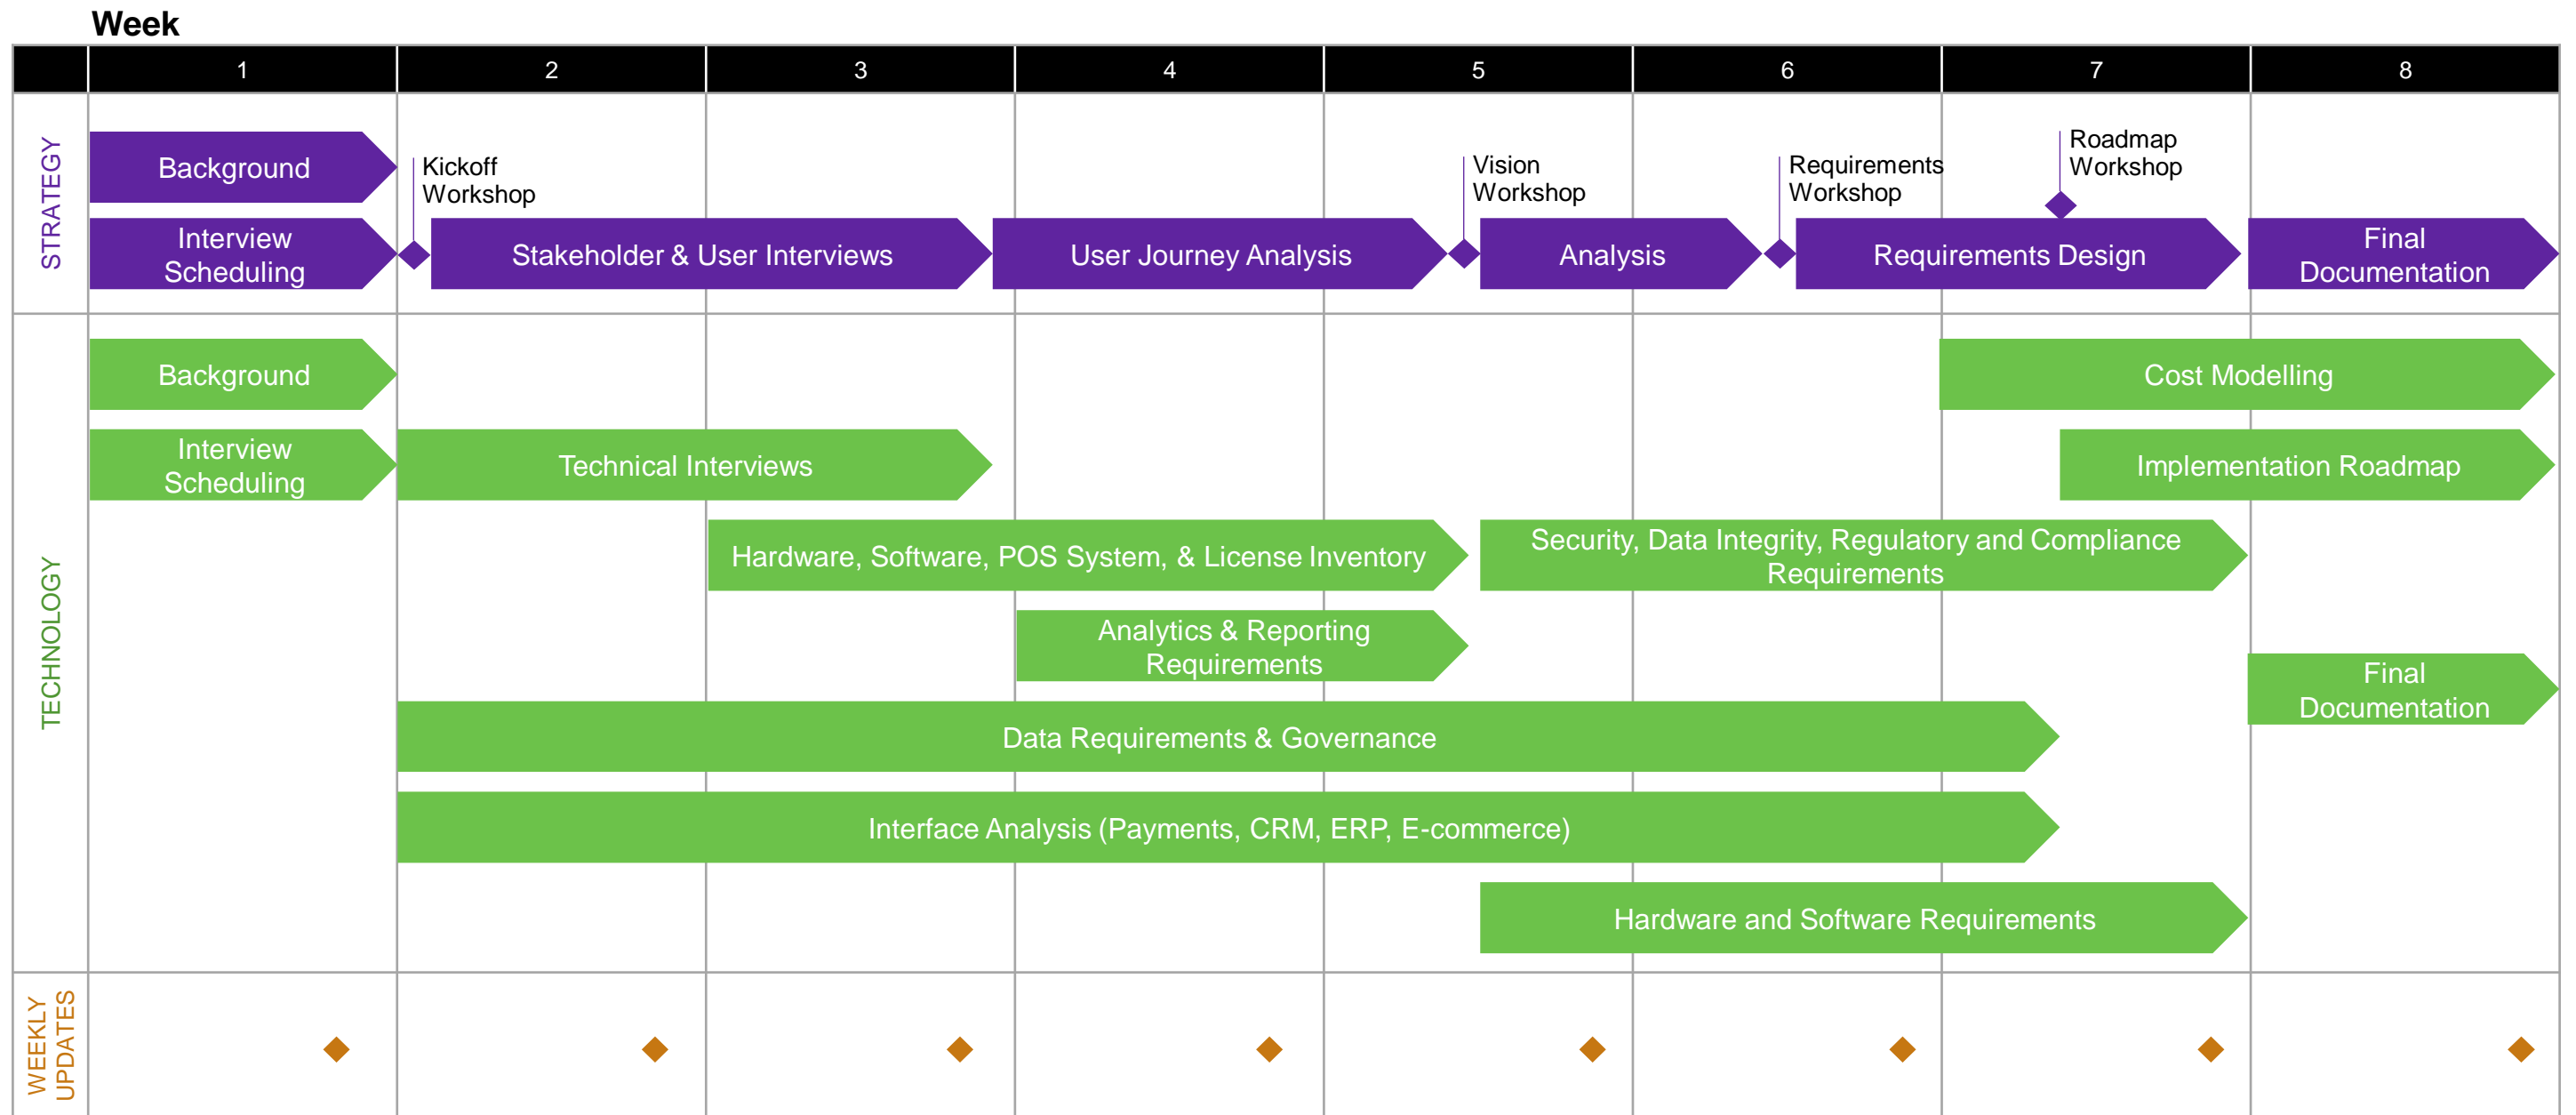 Week
1
2
3
4
5
6
7
8
STRATEGY
Background
Kickoff
Workshop
Vision
Workshop
Requirements
Workshop
Roadmap
Workshop
Interview
Scheduling
Stakeholder & User Interviews
User Journey Analysis
Analysis
Requirements Design
Final
Documentation
TECHNOLOGY
Background
Cost Modelling
Interview
Scheduling
Technical Interviews
Implementation Roadmap
Hardware, Software, POS System, & License Inventory
Security, Data Integrity, Regulatory and Compliance
Requirements
Analytics & Reporting
Requirements
Final
Documentation
Data Requirements & Governance
Interface Analysis (Payments, CRM, ERP, E-commerce)
Hardware and Software Requirements
WEEKLY
UPDATES